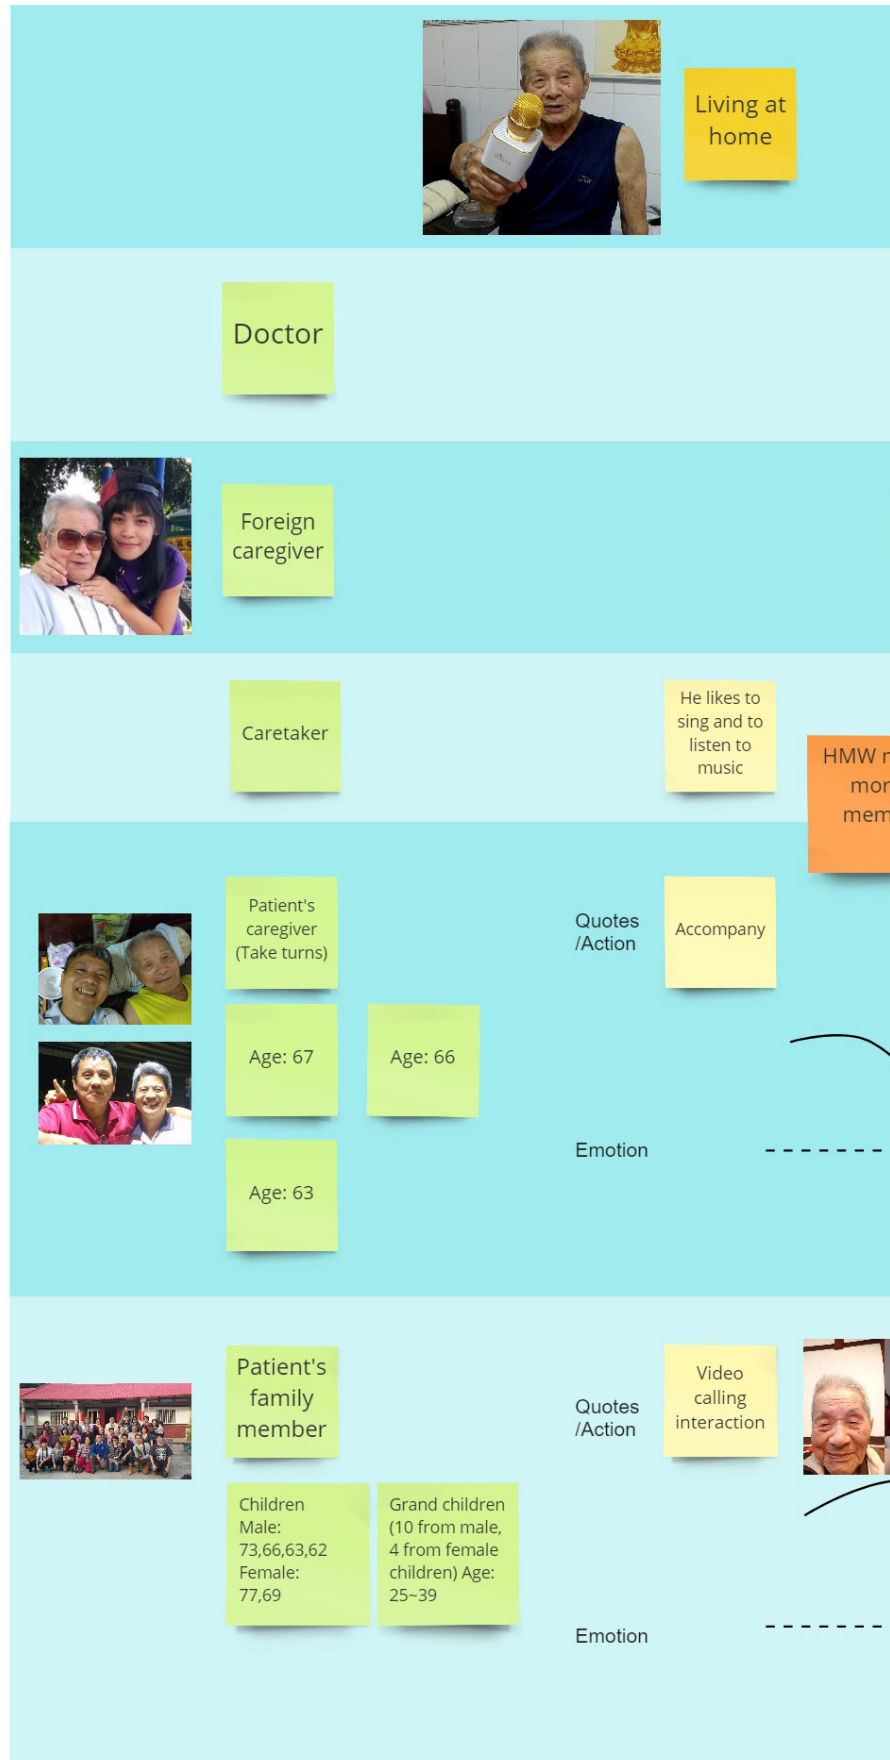 Living at
home
Doctor
Foreign
caregiver
Caretaker
He likes to
sing and to
listen to
music
HMW
mor
mem
Patient's
caregiver
(Take turns)
Quotes
/Action
Accompany
Age: 67
Age: 66
Emotion
Age: 63
Patient's
family
member
Quotes
/Action
Video
calling
interaction
Children
Male:
73,66,63,62
Female:
77,69
Grand children
(10 from male,
4 from female
children) Age:
25~39
Emotion